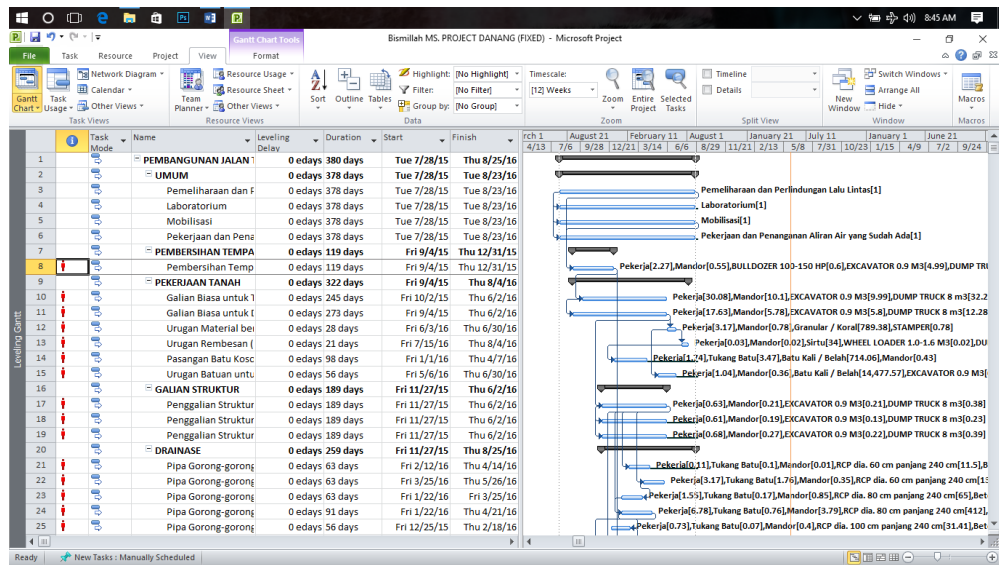 8:45 AM
Gantt Chart Tools
Bismillah MS. PROJECT DANANG (FIXED) - Microsoft Project
File Task Resource Project View Format
Gantt Chart Task Usage Network Diagram Calendar Other Views Task Views
Team Planner Resource Usage Resource Sheet Other Views Resource Views
Sort Outline Tables Highlight: [No Highlight] Filter: [No Filter] Group by: [No Group] Data
Timescale: [12] Weeks Zoom Entire Project Selected Tasks Zoom
Timeline Details Split View
New Window Switch Windows Arrange All Hide Window
Macros Macros
Task Mode Name Leveling Delay Duration Start Finish
rch 1 August 21 February 11 August 1 January 21 July 11 January 1 June 21
4/13 7/6 9/28 12/21 3/14 6/6 8/29 11/21 2/13 5/8 7/31 10/23 1/15 4/9 7/2 9/24
1 PEMBANGUNAN JALAN 0 edays 380 days Tue 7/28/15 Thu 8/25/16
2 UMUM 0 edays 378 days Tue 7/28/15 Tue 8/23/16
3 Pemeliharaan dan P 0 edays 378 days Tue 7/28/15 Tue 8/23/16 Pemeliharaan dan Perlindungan Lalu Lintas[1]
4 Laboratorium 0 edays 378 days Tue 7/28/15 Tue 8/23/16 Laboratorium[1]
5 Mobilisasi 0 edays 378 days Tue 7/28/15 Tue 8/23/16 Mobilisasi[1]
6 Pekerjaan dan Pena 0 edays 378 days Tue 7/28/15 Tue 8/23/16 Pekerjaan dan Penanganan Aliran Air yang Sudah Ada[1]
7 PEMBERSIHAN TEMPA 0 edays 119 days Fri 9/4/15 Thu 12/31/15
8 Pembersihan Temp 0 edays 119 days Fri 9/4/15 Thu 12/31/15 Pekerja[2.27],Mandor[0.55],BULLDOZER 100-150 HP[0.6],EXCAVATOR 0.9 M3[4.99],DUMP TRU
9 PEKERJAAN TANAH 0 edays 322 days Fri 9/4/15 Thu 8/4/16
10 Galian Biasa untuk 0 edays 245 days Fri 10/2/15 Thu 6/2/16 Pekerja[30.08],Mandor[10.1],EXCAVATOR 0.9 M3[9.99],DUMP TRUCK 8 m3[32.2
11 Galian Biasa untuk 0 edays 273 days Fri 9/4/15 Thu 6/2/16 Pekerja[17.63],Mandor[5.78],EXCAVATOR 0.9 M3[5.8],DUMP TRUCK 8 m3[12.28
12 Urugan Material ber 0 edays 28 days Fri 6/3/16 Thu 6/30/16 Pekerja[3.17],Mandor[0.78],Granular / Koral[789.38],STAMPER[0.78]
13 Urugan Rembesan ( 0 edays 21 days Fri 7/15/16 Thu 8/4/16 Pekerja[0.03],Mandor[0.02],Sirtu[34],WHEEL LOADER 1.0-1.6 M3[0.02],DU
14 Pasangan Batu Kosc 0 edays 98 days Fri 1/1/16 Thu 4/7/16 Pekerja[1.74],Tukang Batu[3.47],Batu Kali / Belah[714.06],Mandor[0.43]
15 Urugan Batuan untu 0 edays 56 days Fri 5/6/16 Thu 6/30/16 Pekerja[1.04],Mandor[0.36],Batu Kali / Belah[14,477.57],EXCAVATOR 0.9 M3[
16 GALIAN STRUKTUR 0 edays 189 days Fri 11/27/15 Thu 6/2/16
17 Penggalian Struktur 0 edays 189 days Fri 11/27/15 Thu 6/2/16 Pekerja[0.63],Mandor[0.21],EXCAVATOR 0.9 M3[0.21],DUMP TRUCK 8 m3[0.38]
18 Penggalian Struktur 0 edays 189 days Fri 11/27/15 Thu 6/2/16 Pekerja[0.61],Mandor[0.19],EXCAVATOR 0.9 M3[0.13],DUMP TRUCK 8 m3[0.23]
19 Penggalian Struktur 0 edays 189 days Fri 11/27/15 Thu 6/2/16 Pekerja[0.68],Mandor[0.27],EXCAVATOR 0.9 M3[0.22],DUMP TRUCK 8 m3[0.39]
20 DRAINASE 0 edays 259 days Fri 11/27/15 Thu 8/25/16
21 Pipa Gorong-gorong 0 edays 63 days Fri 2/12/16 Thu 4/14/16 Pekerja[0.11],Tukang Batu[0.1],Mandor[0.01],RCP dia. 60 cm panjang 240 cm[11.5],B
22 Pipa Gorong-gorong 0 edays 63 days Fri 3/25/16 Thu 5/26/16 Pekerja[3.17],Tukang Batu[1.76],Mandor[0.35],RCP dia. 60 cm panjang 240 cm[1
23 Pipa Gorong-gorong 0 edays 63 days Fri 1/22/16 Fri 3/25/16 Pekerja[1.55],Tukang Batu[0.17],Mandor[0.85],RCP dia. 80 cm panjang 240 cm[65],Bet
24 Pipa Gorong-gorong 0 edays 91 days Fri 1/22/16 Thu 4/21/16 Pekerja[6.78],Tukang Batu[0.76],Mandor[3.79],RCP dia. 80 cm panjang 240 cm[412],
25 Pipa Gorong-gorong 0 edays 56 days Fri 12/25/15 Thu 2/18/16 Pekerja[0.73],Tukang Batu[0.07],Mandor[0.4],RCP dia. 100 cm panjang 240 cm[31.41],Bet
Leveling Gantt
Ready New Tasks : Manually Scheduled